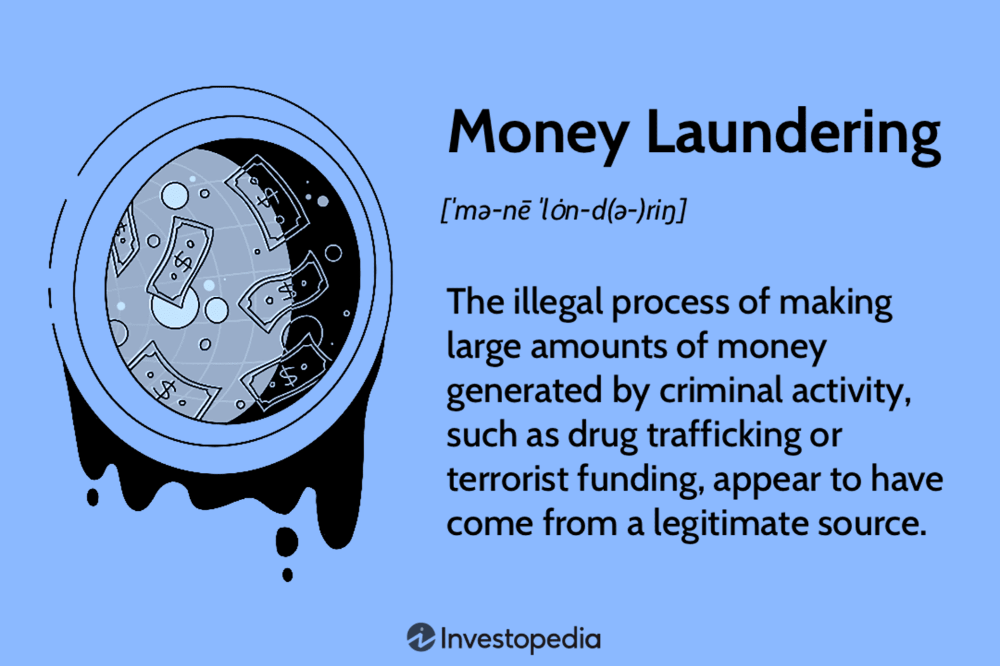 Money Laundering
[ˈmə-nē ˈlȯn-d(ə-)riŋ]
The illegal process of making
large amounts of money
generated by criminal activity,
such as drug trafficking or
terrorist funding, appear to have
come from a legitimate source.
Investopedia